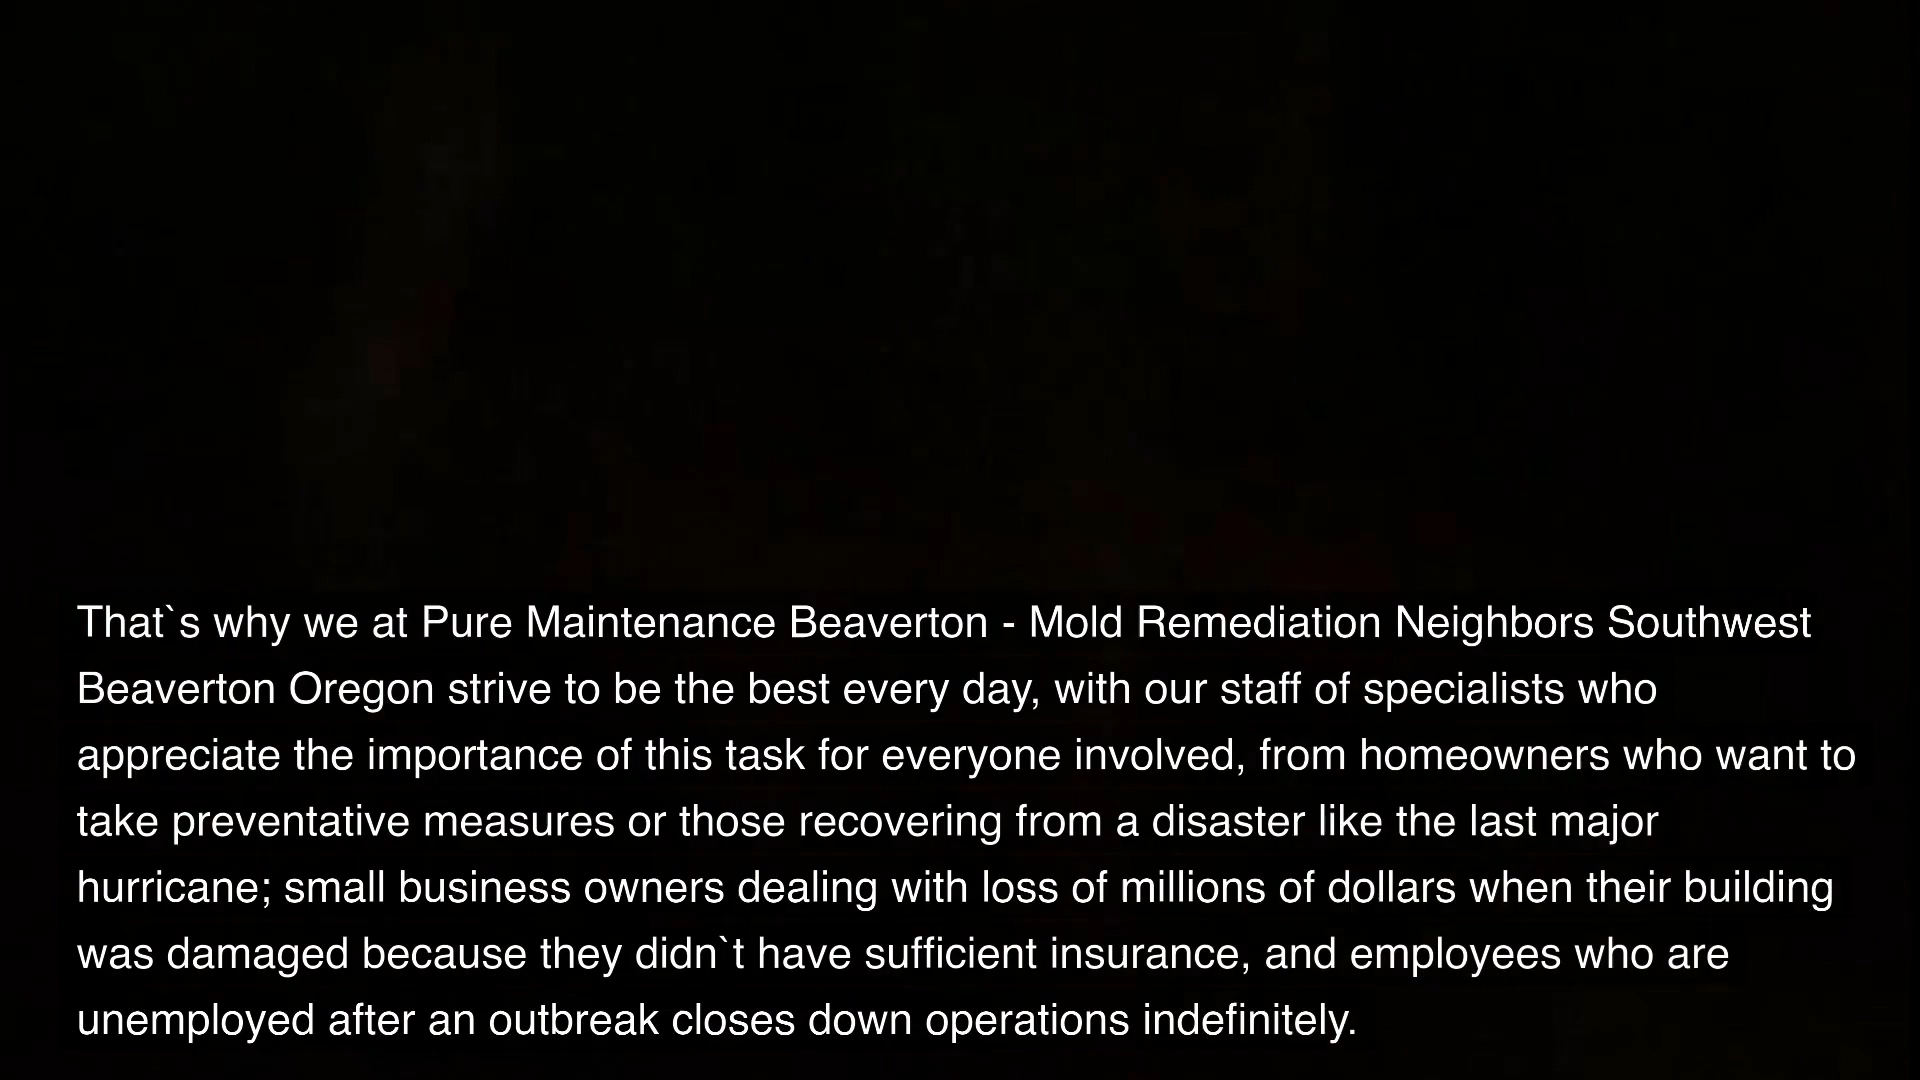 That`s why we at Pure Maintenance Beaverton - Mold Remediation Neighbors Southwest
Beaverton Oregon strive to be the best every day, with our staff of specialists who
appreciate the importance of this task for everyone involved, from homeowners who want to
take preventative measures or those recovering from a disaster like the last major
hurricane; small business owners dealing with loss of millions of dollars when their building
was damaged because they didn`t have sufficient insurance, and employees who are
unemployed after an outbreak closes down operations indefinitely.